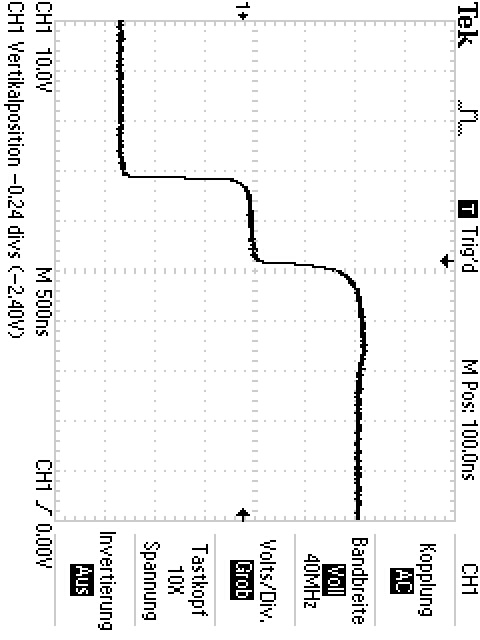 Tek
T Trig'd
M Pos: 100.0ns
CH1
Kopplung
AC
Bandbreite
Voll
40MHz
Volts/Div.
Grob
Tastkopf
10X
Spannung
Invertierung
Aus
1
CH1 10.0V
M 500ns
CH1 / 0.00V
CH1 Vertikalposition -0.24 divs (-2.40V)